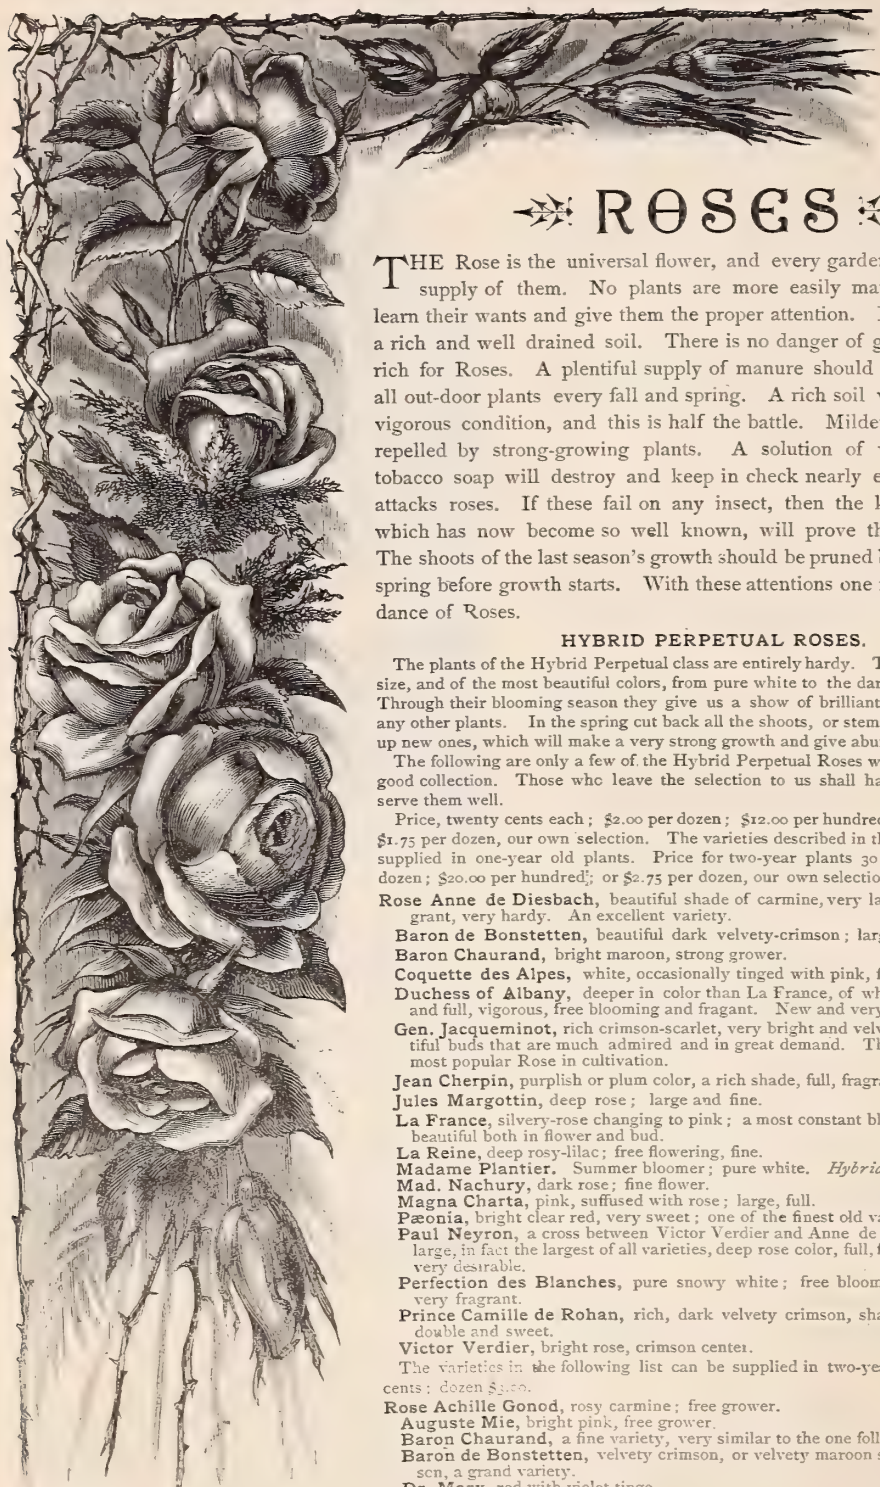 ROSES
THE Rose is the universal flower, and every garde
supply of them. No plants are more easily ma
learn their wants and give them the proper attention.
a rich and well drained soil. There is no danger of g
rich for Roses. A plentiful supply of manure should
all out-door plants every fall and spring. A rich soil
vigorous condition, and this is half the battle. Milde
repelled by strong-growing plants. A solution of
tobacco soap will destroy and keep in check nearly e
attacks roses. If these fail on any insect, then the
which has now become so well known, will prove th
The shoots of the last season's growth should be pruned
spring before growth starts. With these attentions one
dance of Roses.
HYBRID PERPETUAL ROSES.
The plants of the Hybrid Perpetual class are entirely hardy. T
size, and of the most beautiful colors, from pure white to the dar
Through their blooming season they give us a show of brilliant
any other plants. In the spring cut back all the shoots, or stem
up new ones, which will make a very strong growth and give abu
The following are only a few of the Hybrid Perpetual Roses w
good collection. Those who leave the selection to us shall ha
serve them well.
Price, twenty cents each; $2.00 per dozen; $12.00 per hundred
$1.75 per dozen, our own selection. The varieties described in th
supplied in one-year old plants. Price for two-year plants 30
dozen; $20.00 per hundred; or $2.75 per dozen, our own selectio
Rose Anne de Diesbach, beautiful shade of carmine, very la
grant, very hardy. An excellent variety.
Baron de Bonstetten, beautiful dark velvety-crimson; larg
Baron Chaurand, bright maroon, strong grower.
Coquette des Alpes, white, occasionally tinged with pink, f
Duchess of Albany, deeper in color than La France, of wh
and full, vigorous, free blooming and fragant. New and very
Gen. Jacqueminot, rich crimson-scarlet, very bright and velv
tiful buds that are much admired and in great demand. Th
most popular Rose in cultivation.
Jean Cherpin, purplish or plum color, a rich shade, full, fragra
Jules Margottin, deep rose; large and fine.
La France, silvery-rose changing to pink; a most constant bl
beautiful both in flower and bud.
La Reine, deep rosy-lilac; free flowering, fine.
Madame Plantier. Summer bloomer; pure white. Hybrid
Mad. Nachury, dark rose; fine flower.
Magna Charta, pink, suffused with rose; large, full.
Pæonia, bright clear red, very sweet; one of the finest old va
Paul Neyron, a cross between Victor Verdier and Anne de
large, in fact the largest of all varieties, deep rose color, full, f
very desirable.
Perfection des Blanches, pure snowy white; free bloom
very fragrant.
Prince Camille de Rohan, rich, dark velvety crimson, sha
double and sweet.
Victor Verdier, bright rose, crimson center.
The varieties in the following list can be supplied in two-ye
cents; dozen
Rose Achille Gonod, rosy carmine; free grower.
Auguste Mie, bright pink, free grower.
Baron Chaurand, a fine variety, very similar to the one foll
Baron de Bonstetten, velvety crimson, or velvety maroon s
sen, a grand variety.
red with violet tinge